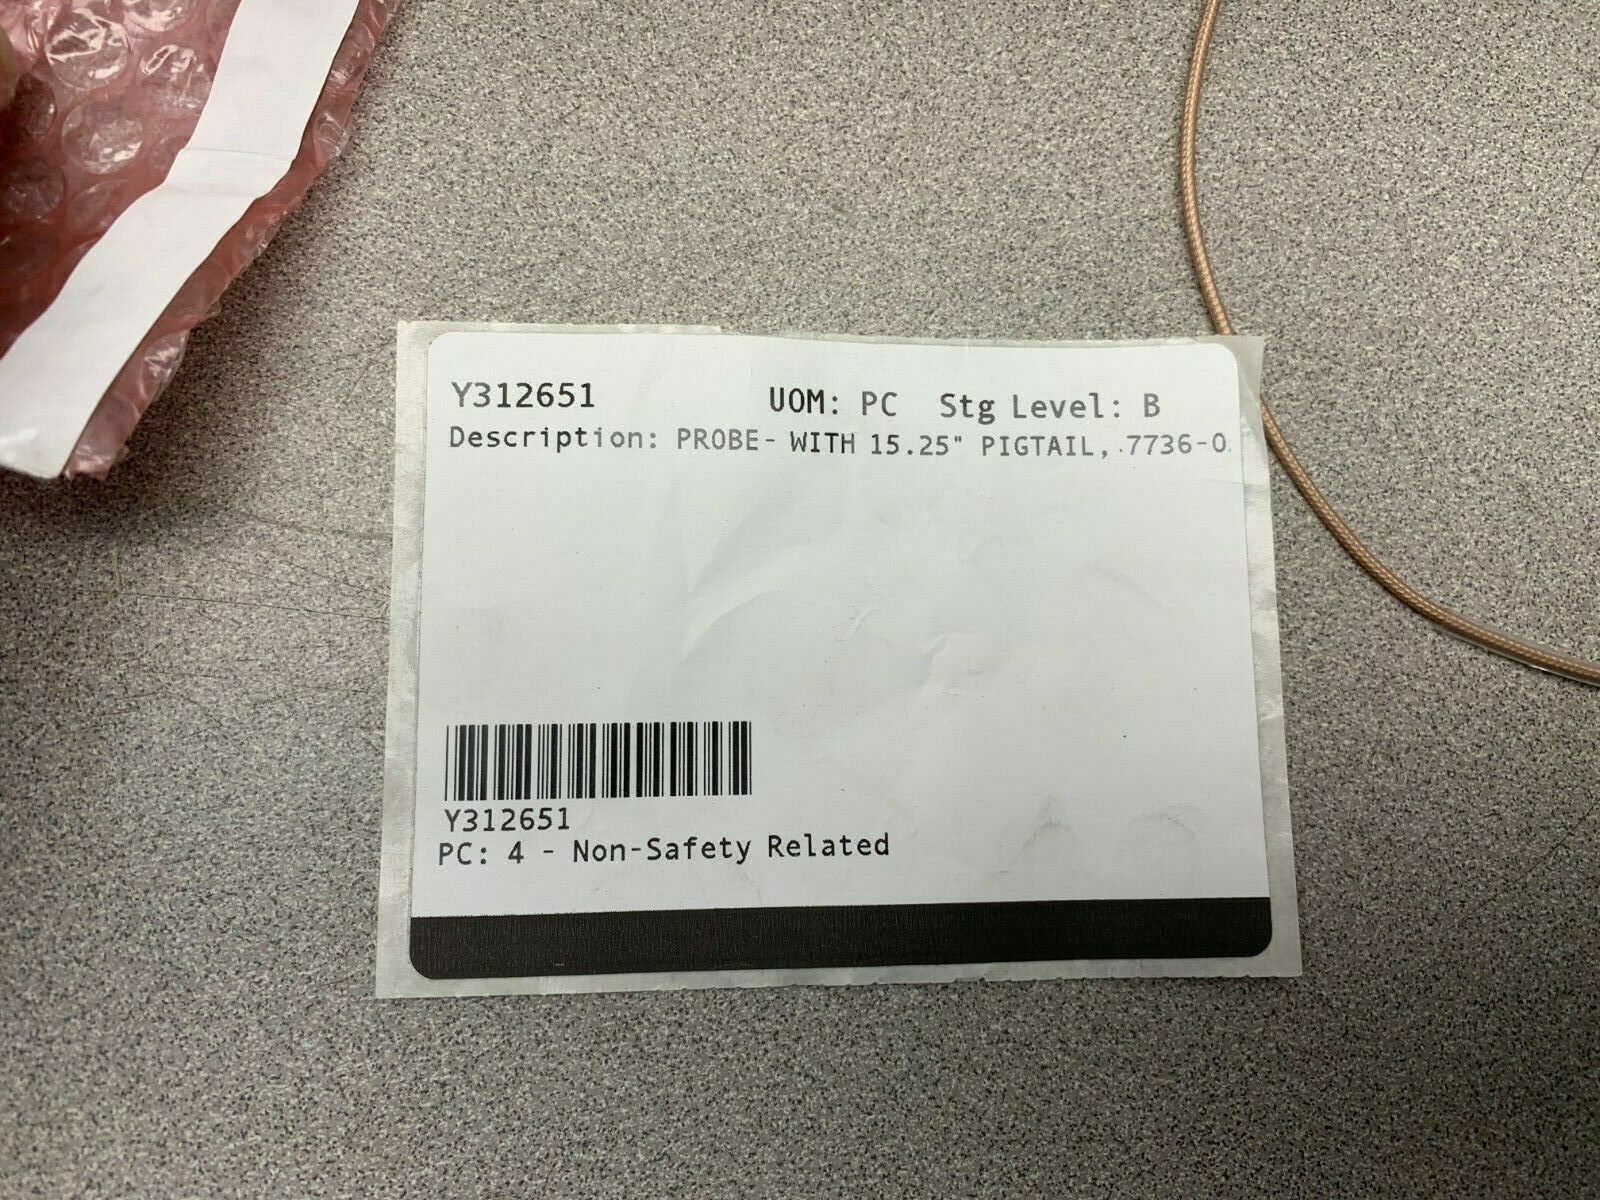 Y312651 UOM: PC Stg Level: B
Description: PROBE- WITH 15.25" PIGTAIL, 7736-0
Y312651
PC: 4 - Non-Safety Related